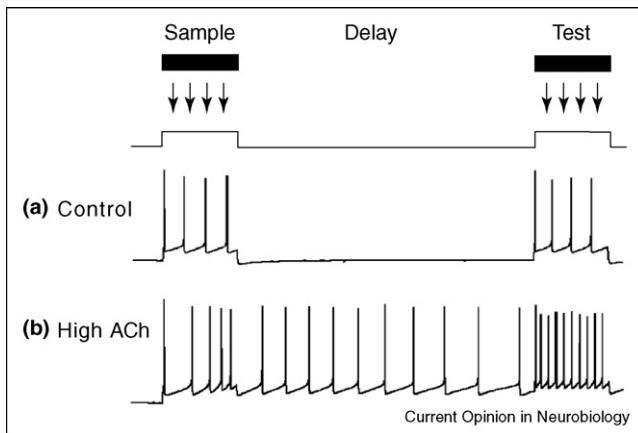 Sample Delay Test
(a) Control
(b) High ACh
Current Opinion in Neurobiology